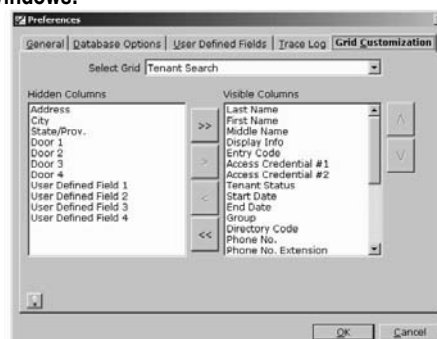 windows.
Preferences
General Database Options User Defined Fields Trace Log Grid Customization
Select Grid Tenant Search
Hidden Columns
Address
City
State/Prov.
Door 1
Door 2
Door 3
Door 4
User Defined Field 1
User Defined Field 2
User Defined Field 3
User Defined Field 4
>>
>
<
<<
Visible Columns
Last Name
First Name
Middle Name
Display Info
Entry Code
Access Credential #1
Access Credential #2
Tenant Status
Start Date
End Date
Group
Directory Code
Phone No.
Phone No. Extension
OK Cancel